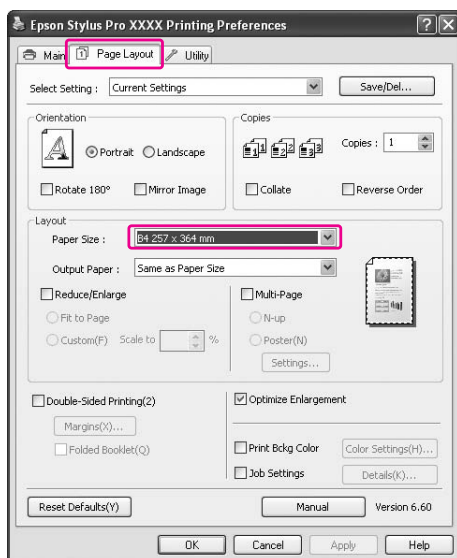 Epson Stylus Pro XXXX Printing Preferences
Main Page Layout Utility
Select Setting : Current Settings Save/Del...
Orientation Copies
Portrait Landscape Copies : 1
Rotate 180° Mirror Image Collate Reverse Order
Layout
Paper Size : B4 257 x 364 mm
Output Paper : Same as Paper Size
Reduce/Enlarge Multi-Page
Fit to Page N-up
Custom(F) Scale to % Poster(N)
Settings...
Double-Sided Printing(2) Optimize Enlargement
Margins(X)...
Folded Booklet(Q) Print Bckg Color Color Settings(H)...
Job Settings Details(K)...
Reset Defaults(Y) Manual Version 6.60
OK Cancel Apply Help